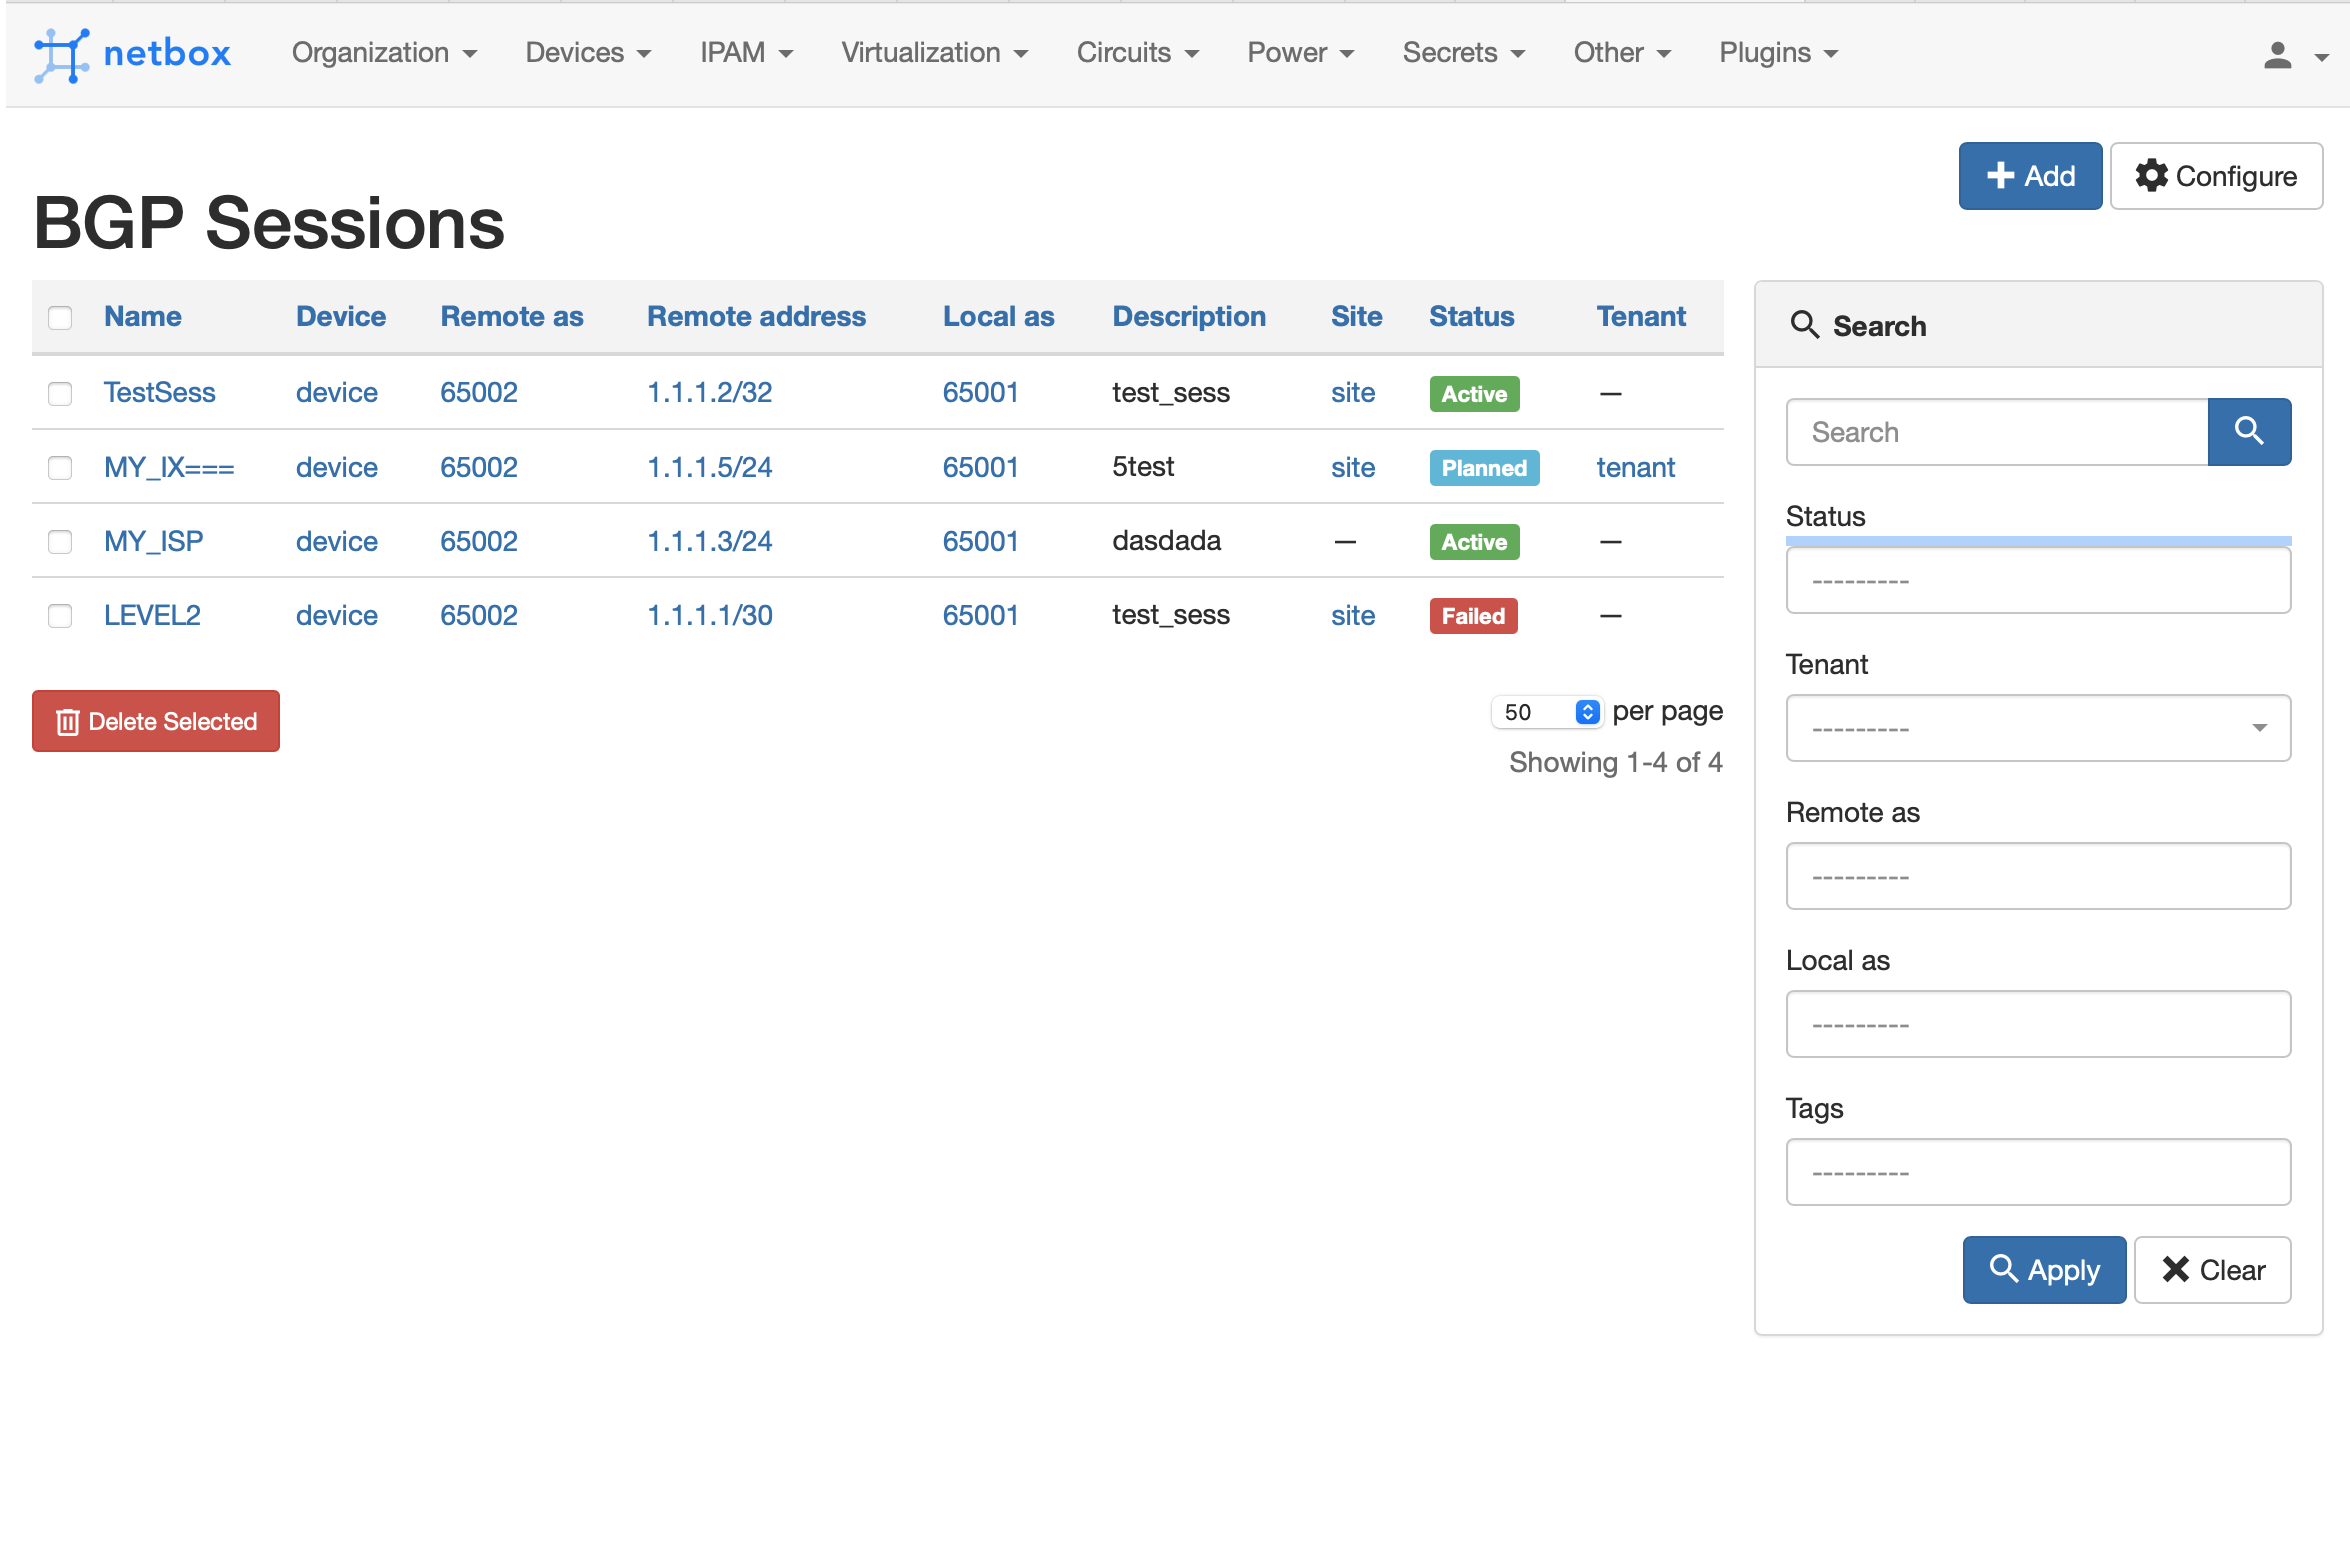 netbox Organization Devices IPAM Virtualization Circuits Power Secrets Other Plugins
Add Configure
BGP Sessions
Name Device Remote as Remote address Local as Description Site Status Tenant
TestSess device 65002 1.1.1.2/32 65001 test_sess site Active —
MY_IX=== device 65002 1.1.1.5/24 65001 5test site Planned tenant
MY_ISP device 65002 1.1.1.3/24 65001 dasdada — Active —
LEVEL2 device 65002 1.1.1.1/30 65001 test_sess site Failed —
Delete Selected
50 per page
Showing 1-4 of 4
Search
Search
Status
---------
Tenant
---------
Remote as
---------
Local as
---------
Tags
---------
Apply Clear